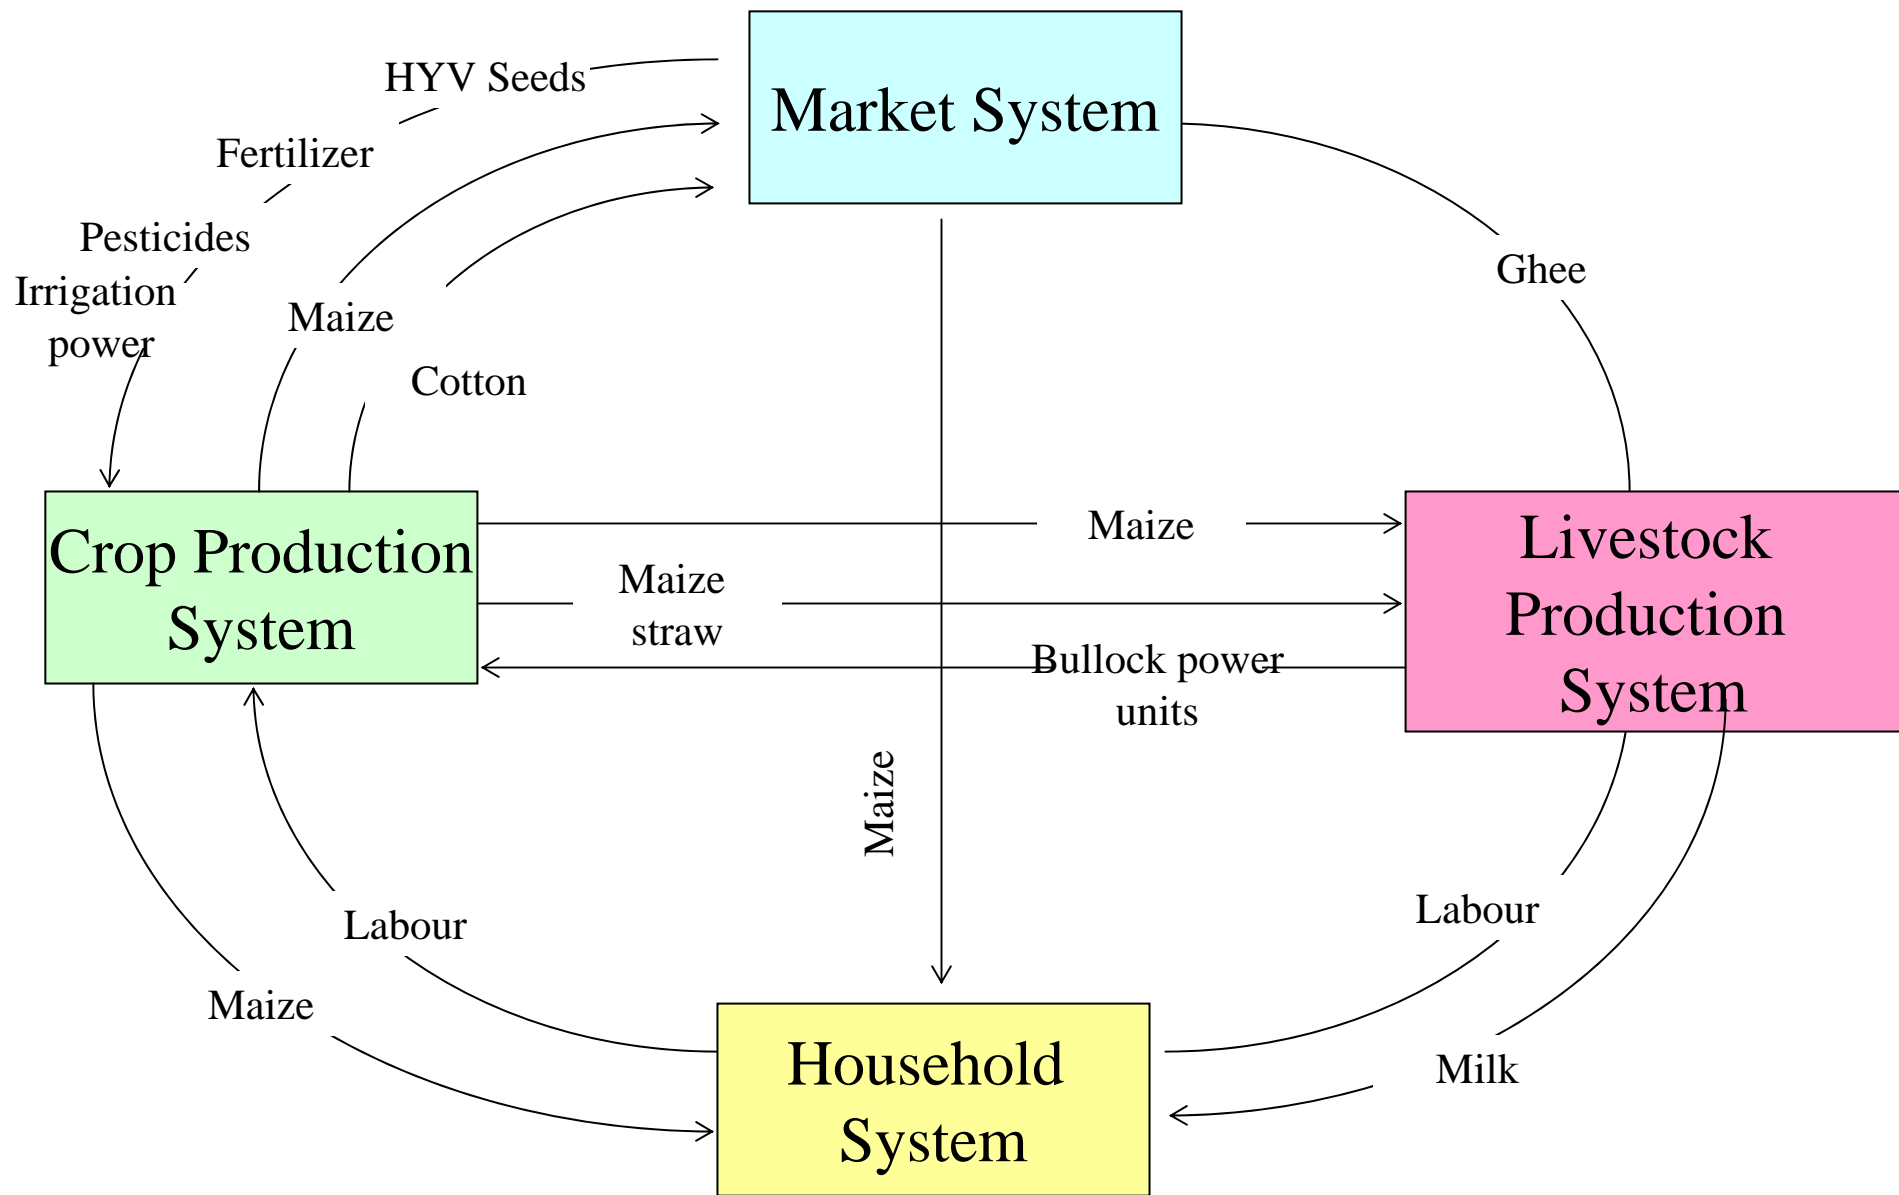 HYV Seeds
Market System
Fertilizer
Pesticides
Irrigation
power
Maize
Cotton
Ghee
Crop Production
System
Maize
Maize
straw
Bullock power
units
Livestock
Production
System
Maize
Labour
Maize
Labour
Milk
Household
System